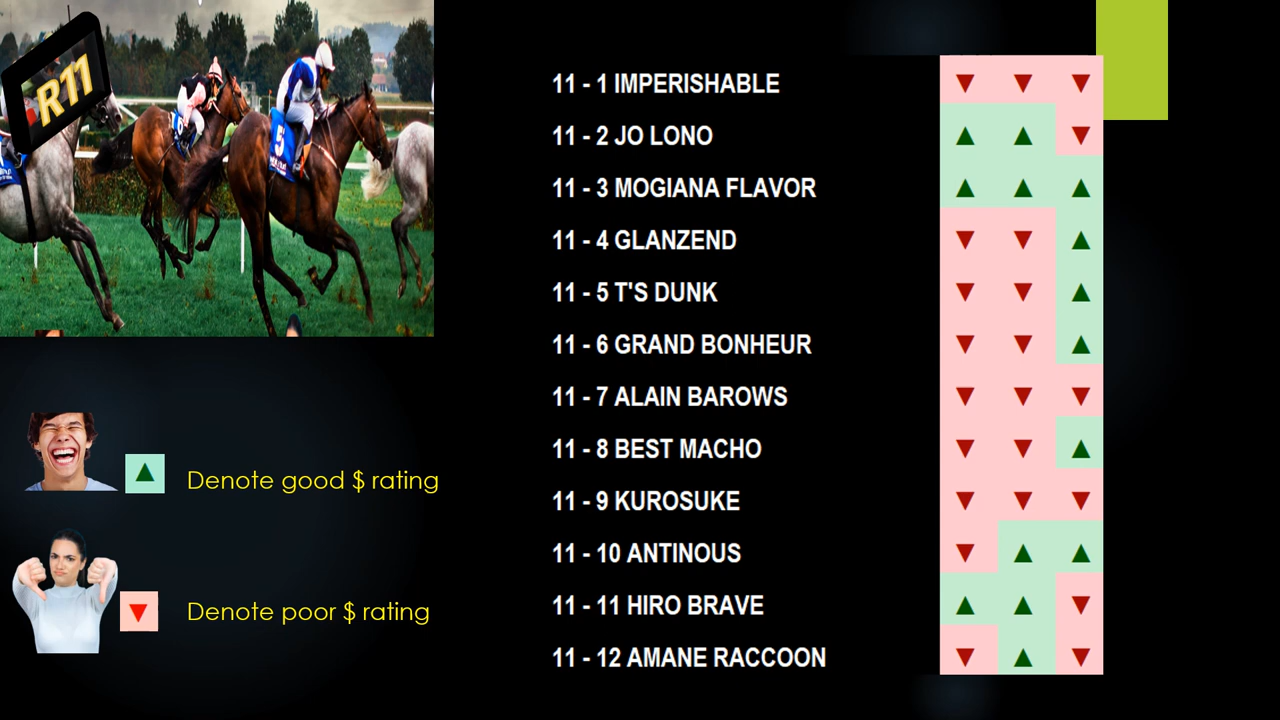 R11
11 - 1 IMPERISHABLE ▼ ▼ ▼
11 - 2 JO LONO ▲ ▲ ▼
11 - 3 MOGIANA FLAVOR ▲ ▲ ▲
11 - 4 GLANZEND ▼ ▼ ▲
11 - 5 T'S DUNK ▼ ▼ ▲
11 - 6 GRAND BONHEUR ▼ ▼ ▲
11 - 7 ALAIN BAROWS ▼ ▼ ▼
11 - 8 BEST MACHO ▼ ▼ ▲
11 - 9 KUROSUKE ▼ ▼ ▼
11 - 10 ANTINOUS ▼ ▲ ▲
11 - 11 HIRO BRAVE ▲ ▲ ▼
11 - 12 AMANE RACCOON ▼ ▲ ▼
5
6
▲ Denote good $ rating
▼ Denote poor $ rating